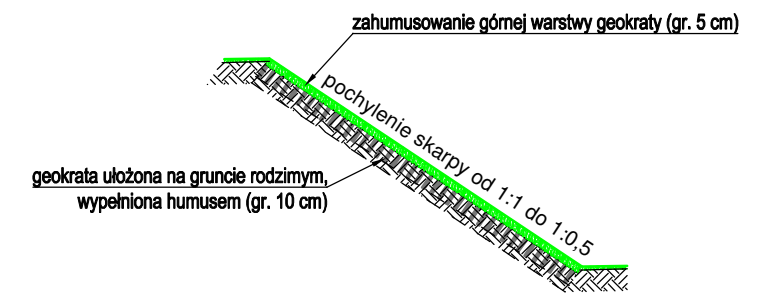 zahumusowanie górnej warstwy geokraty (gr. 5 cm)
pochylenie skarpy od 1:1 do 1:0,5
geokrata ułożona na gruncie rodzimym,
wypełniona humusem (gr. 10 cm)